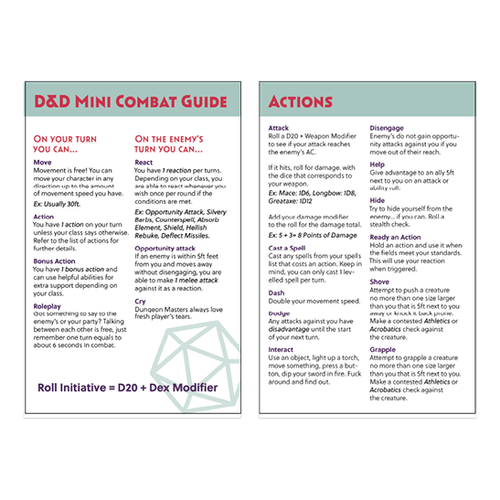 D&D Mini Combat Guide
On your turn
you can...
Move
Movement is free! You can
move your character in any
direction up to the amount
of movement speed you have.
Ex: Usually 30ft.
Action
You have 1 action on your turn
unless your class says otherwise.
Refer to the list of actions for
further details.
Bonus Action
You have 1 bonus action and
can use helpful abilities for
extra support depending on
your class.
Roleplay
Got something to say to the
enemy's or your party? Talking
between each other is free, just
remember one turn equals to
about 6 seconds in combat.
On the enemy's
turn you can...
React
You have 1 reaction per turns.
Depending on your class, you
are able to react whenever you
wish once per round if the
conditions are met.
Ex: Opportunity Attack, Silvery
Barbs, Counterspell, Absorb
Element, Shield, Hellish
Rebuke, Deflect Missiles.
Opportunity attack
If an enemy is within 5ft feet
from you and moves away
without disengaging, you are
able to make 1 melee attack
against it as a reaction.
Cry
Dungeon Masters always love
fresh player's tears.
Roll Initiative = D20 + Dex Modifier
Actions
Attack
Roll a D20 + Weapon Modifier
to see if your attack reaches
the enemy's AC.
If it hits, roll for damage, with
the dice that corresponds to
your weapon.
Ex: Mace: 1D6, Longbow: 1D8,
Greataxe: 1D12
Add your damage modifier
to the roll for the damage total.
Ex: 5 + 3= 8 Points of Damage
Cast a Spell
Cast any spells from your spells
list that costs an action. Keep in
mind, you can only cast 1 lev-
elled spell per turn.
Dash
Double your movement speed.
Dodge
Any attacks against you have
disadvantage until the start
of your next turn.
Interact
Use an object, light up a torch,
move something, press a but-
ton, dip your sword in fire. Fuck
around and find out.
Disengage
Enemy's do not gain opportu-
nity attacks against you if you
move out of their reach.
Help
Give advantage to an ally 5ft
next to you on an attack or
ability roll.
Hide
Try to hide yourself from the
enemy... if you can. Roll a
stealth check.
Ready an Action
Hold an action and use it when
the fields meet your standards.
This will use your reaction
when triggered.
Shove
Attempt to push a creature
no more than one size larger
than you that is 5ft next to you
away or knock it back prone.
Make a contested Athletics or
Acrobatics check against
the creature.
Grapple
Attempt to grapple a creature
no more than one size larger
than you that is 5ft next to you.
Make a contested Athletics or
Acrobatics check against
the creature.